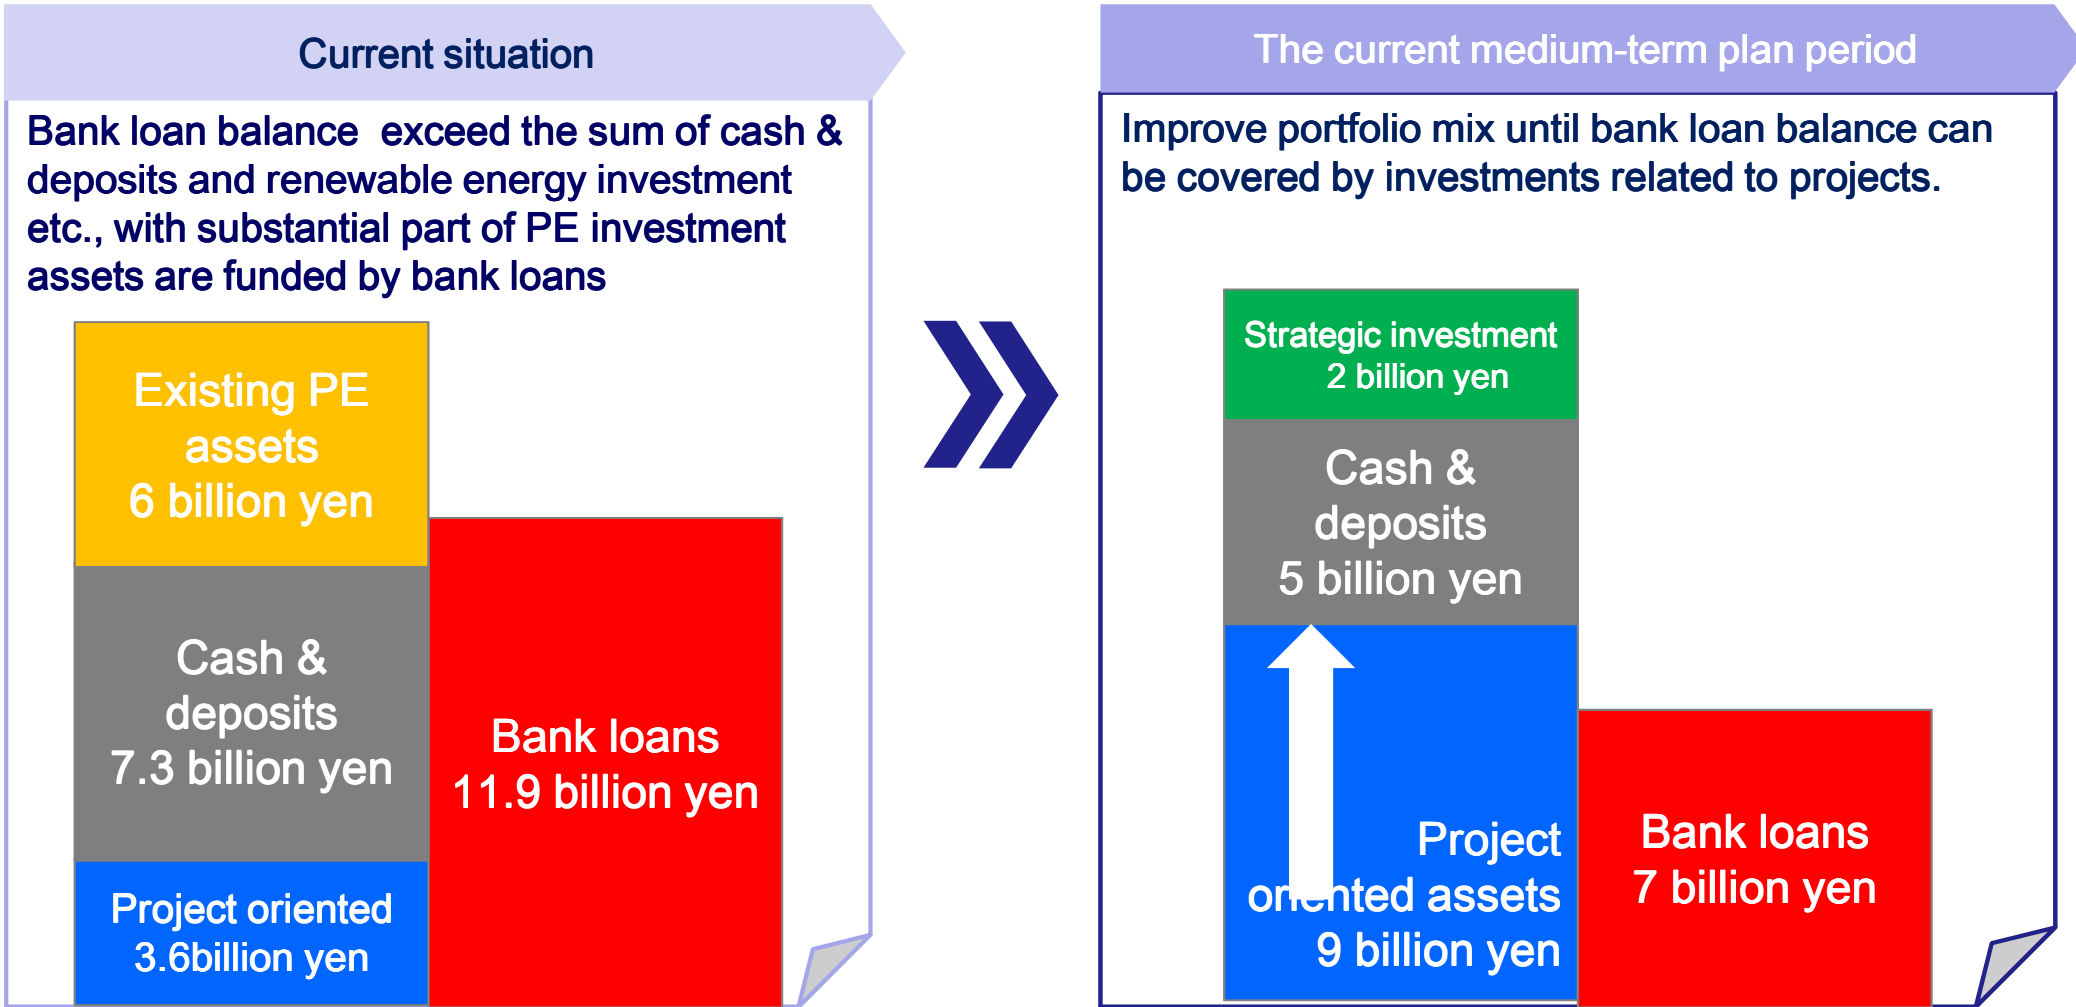 Current situation
Bank loan balance  exceed the sum of cash &
deposits and renewable energy investment
etc., with substantial part of PE investment
assets are funded by bank loans
Existing PE
assets
6 billion yen
Cash &
deposits
7.3 billion yen
Project oriented
3.6billion yen
Bank loans
11.9 billion yen
The current medium-term plan period
Improve portfolio mix until bank loan balance can
be covered by investments related to projects.
Strategic investment
2 billion yen
Cash &
deposits
5 billion yen
Project
oriented assets
9 billion yen
Bank loans
7 billion yen